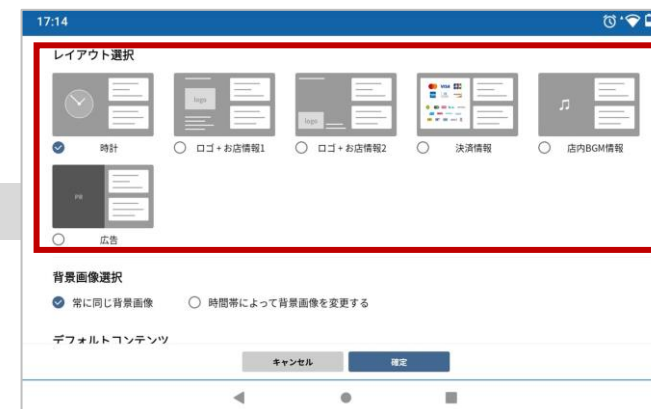 17:14
レイアウト選択
logo
logo
VISA
PR
時計
ロゴ + お店情報1
ロゴ + お店情報2
決済情報
店内BGM情報
広告
背景画像選択
常に同じ背景画像
時間帯によって背景画像を変更する
デフォルトコンテンツ
キャンセル
確定